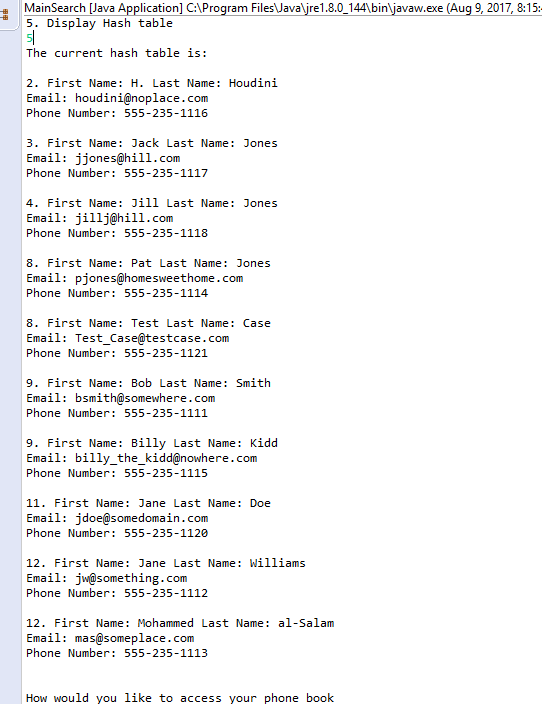 MainSearch [Java Application] C:\Program Files\Java\jre1.8.0_144\bin\javaw.exe (Aug 9, 2017, 8:15:
5. Display Hash table
5
The current hash table is:
2. First Name: H. Last Name: Houdini
Email: houdini@noplace.com
Phone Number: 555-235-1116
3. First Name: Jack Last Name: Jones
Email: jjones@hill.com
Phone Number: 555-235-1117
4. First Name: Jill Last Name: Jones
Email: jillj@hill.com
Phone Number: 555-235-1118
8. First Name: Pat Last Name: Jones
Email: pjones@homesweethome.com
Phone Number: 555-235-1114
8. First Name: Test Last Name: Case
Email: Test_Case@testcase.com
Phone Number: 555-235-1121
9. First Name: Bob Last Name: Smith
Email: bsmith@somewhere.com
Phone Number: 555-235-1111
9. First Name: Billy Last Name: Kidd
Email: billy_the_kidd@nowhere.com
Phone Number: 555-235-1115
11. First Name: Jane Last Name: Doe
Email: jdoe@somedomain.com
Phone Number: 555-235-1120
12. First Name: Jane Last Name: Williams
Email: jw@something.com
Phone Number: 555-235-1112
12. First Name: Mohammed Last Name: al-Salam
Email: mas@someplace.com
Phone Number: 555-235-1113
How would you like to access your phone book